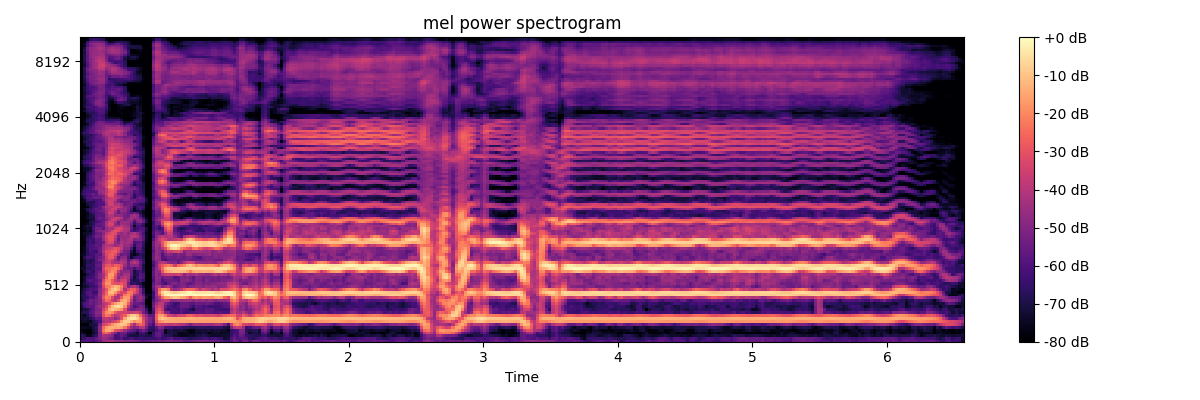 mel power spectrogram
8192
4096
2048
1024
512
0
Hz
0 1 2 3 4 5 6
Time
+0 dB
-10 dB
-20 dB
-30 dB
-40 dB
-50 dB
-60 dB
-70 dB
-80 dB